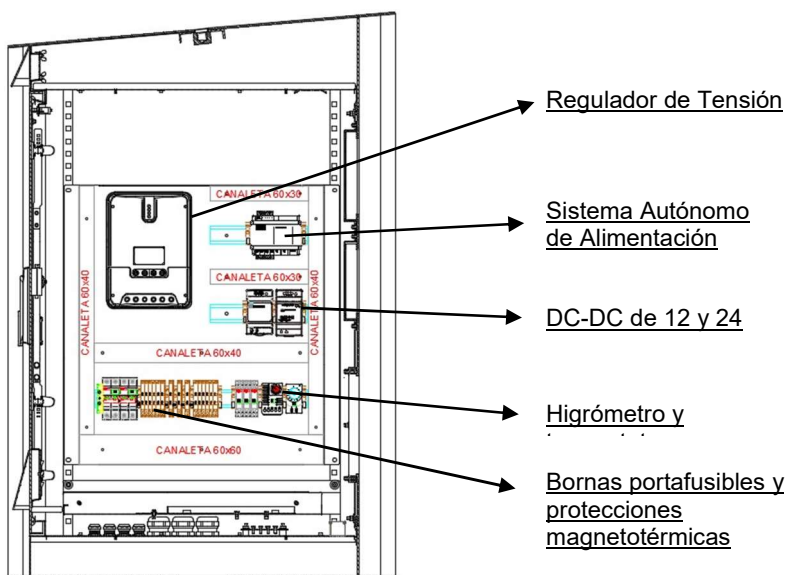 Regulador de Tensión
CANALETA 60x30
Sistema Autónomo
de Alimentación
CANALETA 60x30
CANALETA 60x40
CANALETA 60x40
DC-DC de 12 y 24
CANALETA 60x40
Higrómetro y
CANALETA 60x60
Bornas portafusibles y
protecciones
magnetotérmicas